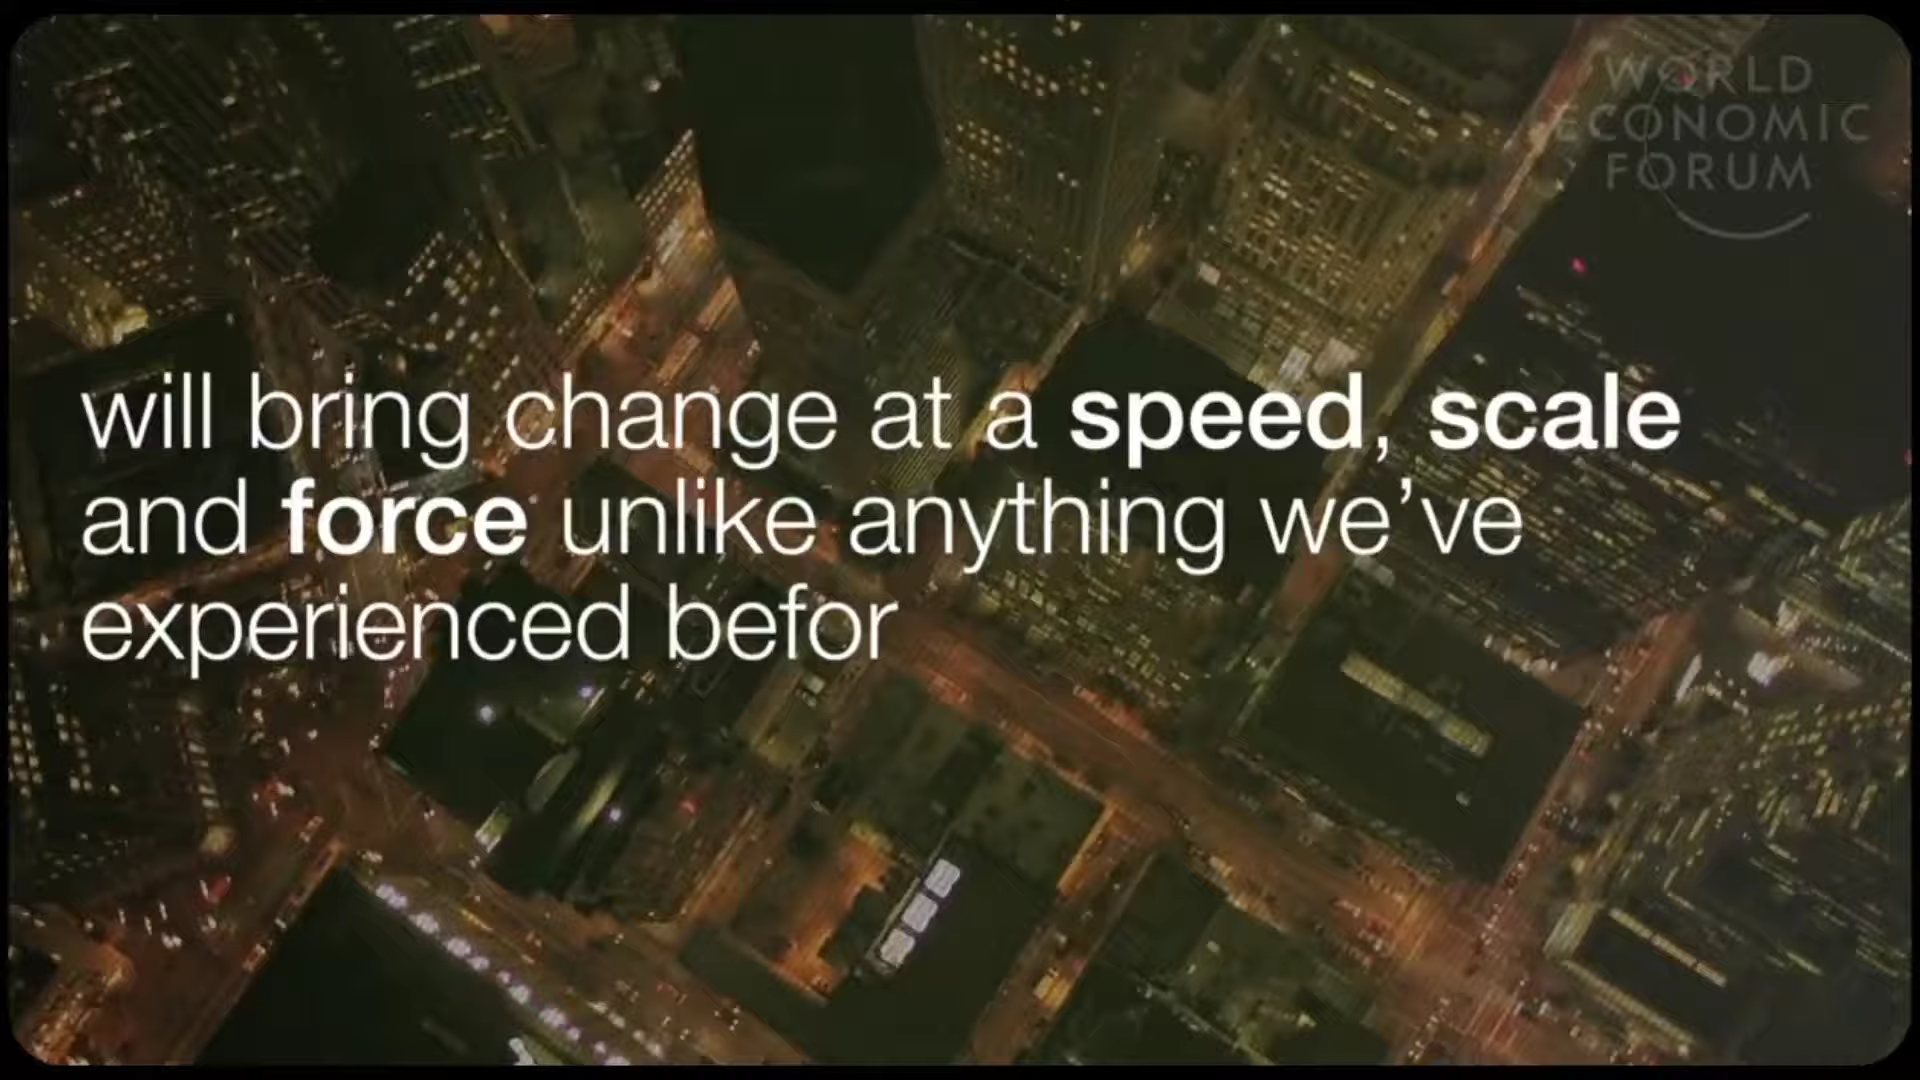 WORLD
ECONOMIC
FORUM
will bring change at a speed, scale
and force unlike anything we've
experienced befor